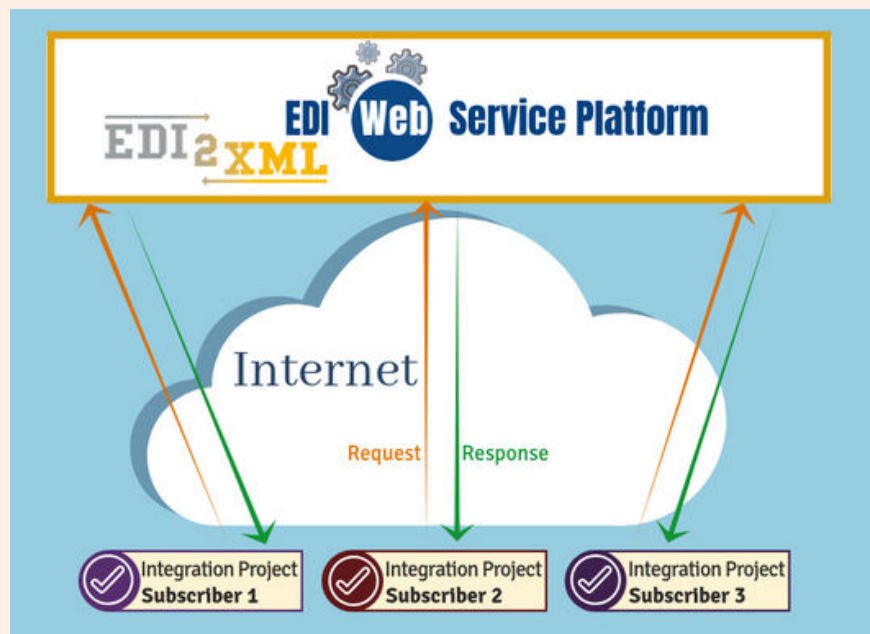 EDI Web Service Platform
EDI2XML
Internet
Request Response
Integration Project
Subscriber 1
Integration Project
Subscriber 2
Integration Project
Subscriber 3